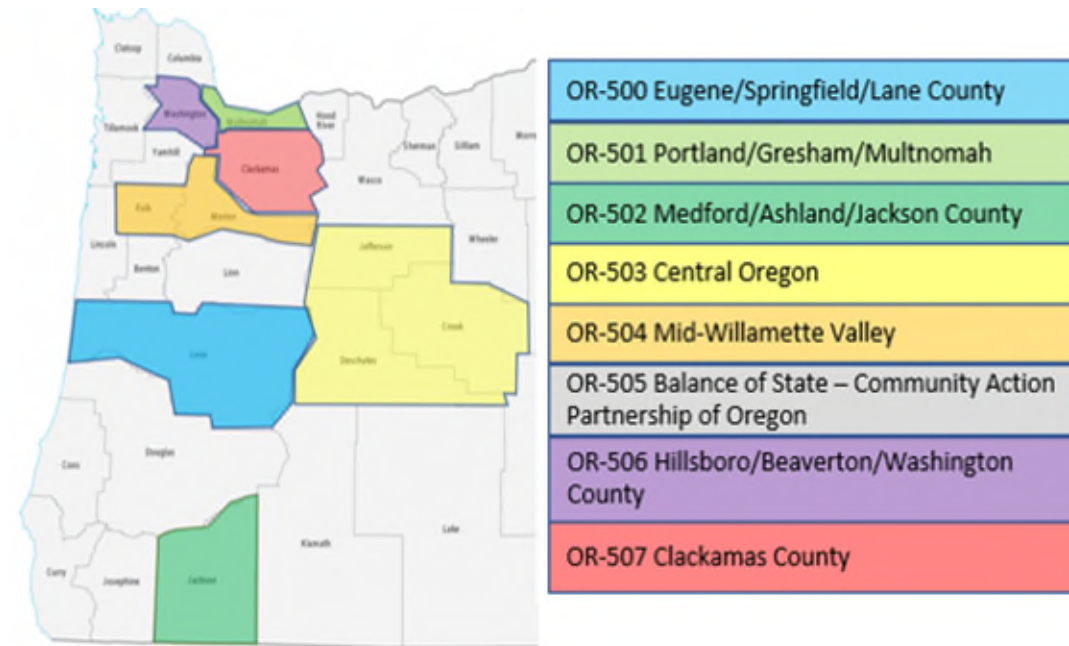 Clatsop
Columbia
Washington
Multnomah
Hood
River
Tillamook
Yamhill
Clackamas
Sherman
Gilliam
Wasco
Polk
Marion
Lincoln
Jefferson
Wheeler
Benton
Linn
Crook
Lane
Deschutes
Coos
Douglas
Klamath
Lake
Curry
Josephine
Jackson
OR-500 Eugene/Springfield/Lane County
OR-501 Portland/Gresham/Multnomah
OR-502 Medford/Ashland/Jackson County
OR-503 Central Oregon
OR-504 Mid-Willamette Valley
OR-505 Balance of State – Community Action
Partnership of Oregon
OR-506 Hillsboro/Beaverton/Washington
County
OR-507 Clackamas County